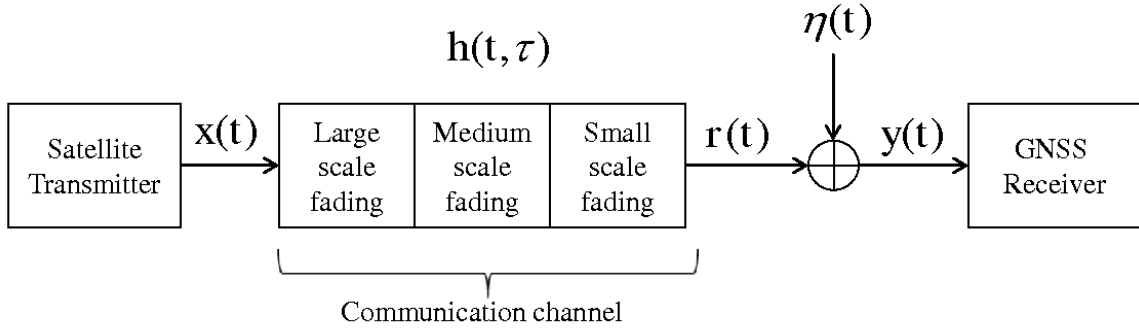 h(t, τ)
η(t)
Satellite
Transmitter
x(t)
Large
scale
fading
Medium
scale
fading
Small
scale
fading
r(t)
y(t)
GNSS
Receiver
Communication channel